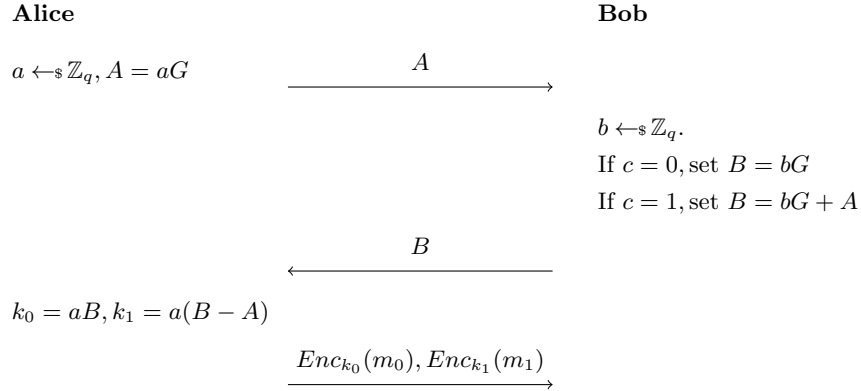 Alice Bob
a ←$ ℤ_q, A = aG
A
b ←$ ℤ_q.
If c = 0, set B = bG
If c = 1, set B = bG + A
B
k_0 = aB, k_1 = a(B − A)
Enc_{k_0}(m_0), Enc_{k_1}(m_1)